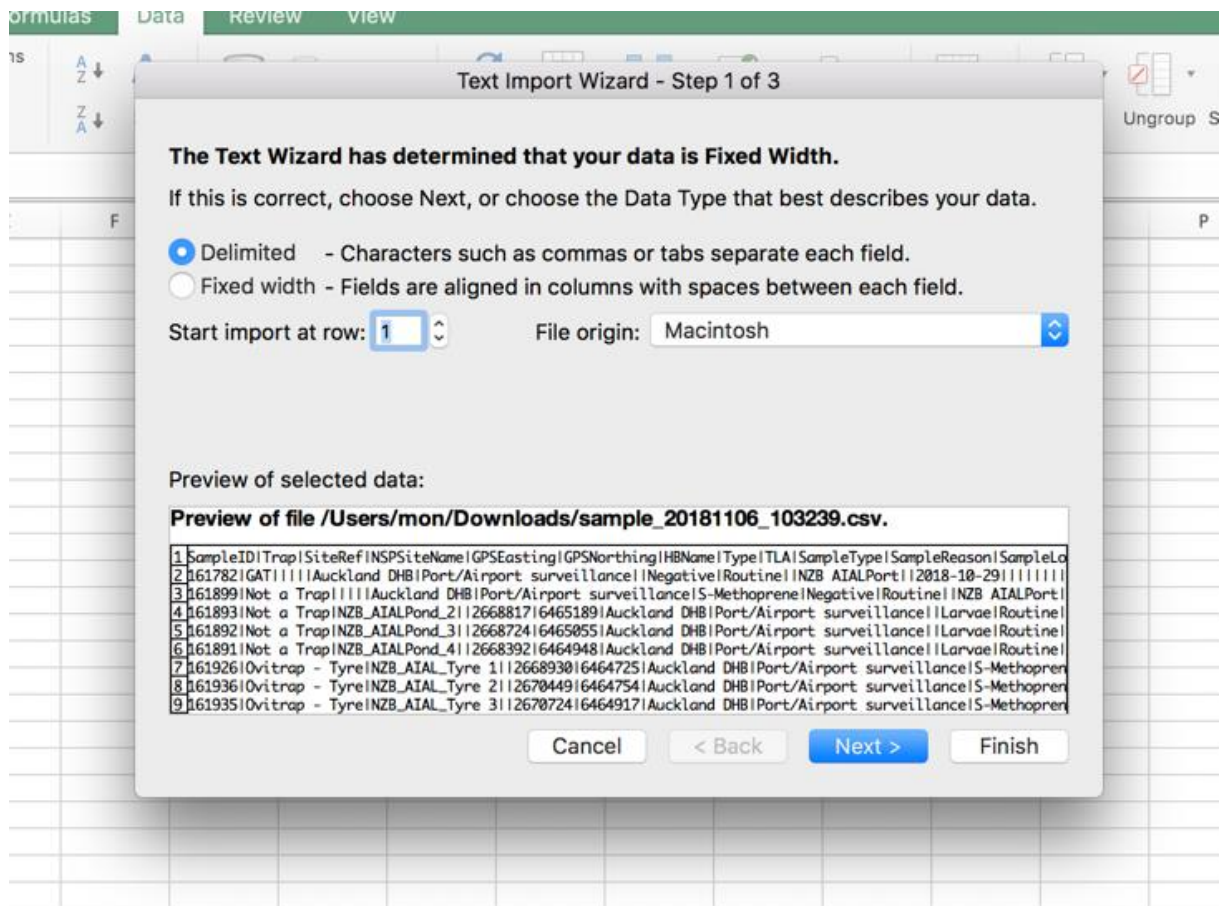 ormulas Data Review View
ns
A
Z
Z
A
Text Import Wizard - Step 1 of 3
Ungroup S
The Text Wizard has determined that your data is Fixed Width.
If this is correct, choose Next, or choose the Data Type that best describes your data.
F
P
Delimited - Characters such as commas or tabs separate each field.
Fixed width - Fields are aligned in columns with spaces between each field.
Start import at row: 1 File origin: Macintosh
Preview of selected data:
Preview of file /Users/mon/Downloads/sample_20181106_103239.csv.
1 SampleID|Trap|SiteRef|NSPSiteName|GPSEasting|GPSNorthing|HBName|Type|TLA|SampleType|SampleReason|SampleLo
2 161782|GAT|||||Auckland DHB|Port/Airport surveillance||Negative|Routine||NZB AIALPort||2018-10-29||||||||
3 161899|Not a Trap|||||Auckland DHB|Port/Airport surveillance|S-Methoprene|Negative|Routine||NZB AIALPort|
4 161893|Not a Trap|NZB_AIALPond_2||2668817|6465189|Auckland DHB|Port/Airport surveillance||Larvae|Routine|
5 161892|Not a Trap|NZB_AIALPond_3||2668724|6465055|Auckland DHB|Port/Airport surveillance||Larvae|Routine|
6 161891|Not a Trap|NZB_AIALPond_4||2668392|6464948|Auckland DHB|Port/Airport surveillance||Larvae|Routine|
7 161926|Ovitrap - Tyre|NZB_AIAL_Tyre 1||2668930|6464725|Auckland DHB|Port/Airport surveillance|S-Methopren
8 161936|Ovitrap - Tyre|NZB_AIAL_Tyre 2||2670449|6464754|Auckland DHB|Port/Airport surveillance|S-Methopren
9 161935|Ovitrap - Tyre|NZB_AIAL_Tyre 3||2670724|6464917|Auckland DHB|Port/Airport surveillance|S-Methopren
Cancel < Back Next > Finish